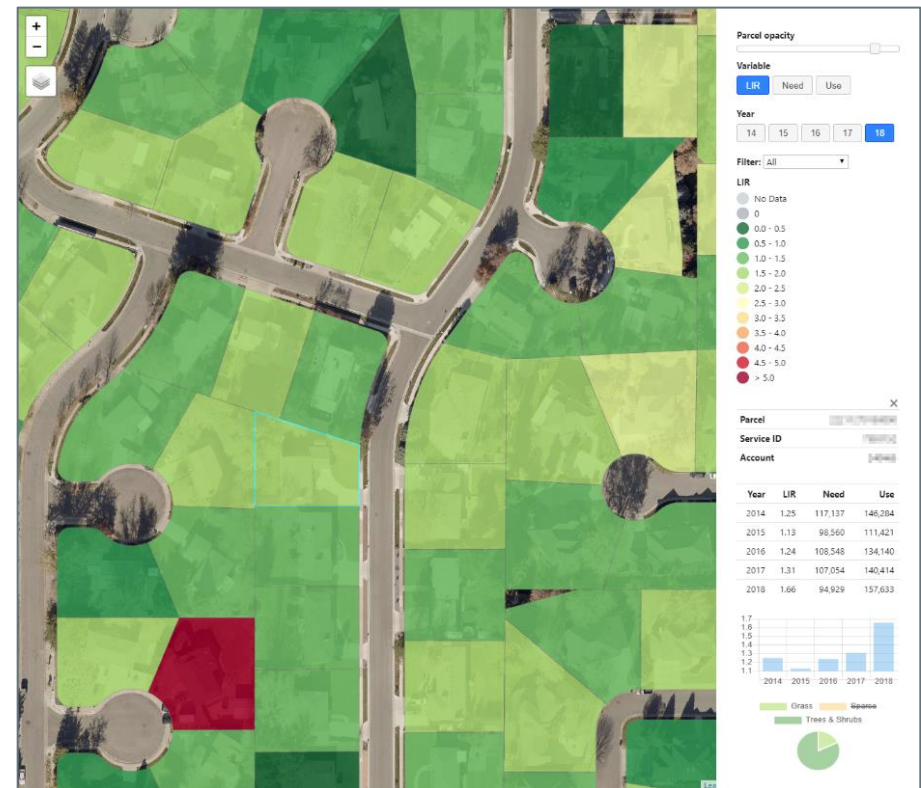 +
−
Parcel opacity
Variable
LIR Need Use
Year
14 15 16 17 18
Filter: All
LIR
No Data
0
0.0 - 0.5
0.5 - 1.0
1.0 - 1.5
1.5 - 2.0
2.0 - 2.5
2.5 - 3.0
3.0 - 3.5
3.5 - 4.0
4.0 - 4.5
4.5 - 5.0
> 5.0
×
Parcel
Service ID
Account
Year LIR Need Use
2014 1.25 117,137 146,284
2015 1.13 98,560 111,421
2016 1.24 108,548 134,140
2017 1.31 107,054 140,414
2018 1.66 94,929 157,633
1.7
1.6
1.5
1.4
1.3
1.2
1.1
2014 2015 2016 2017 2018
Grass Sparse
Trees & Shrubs